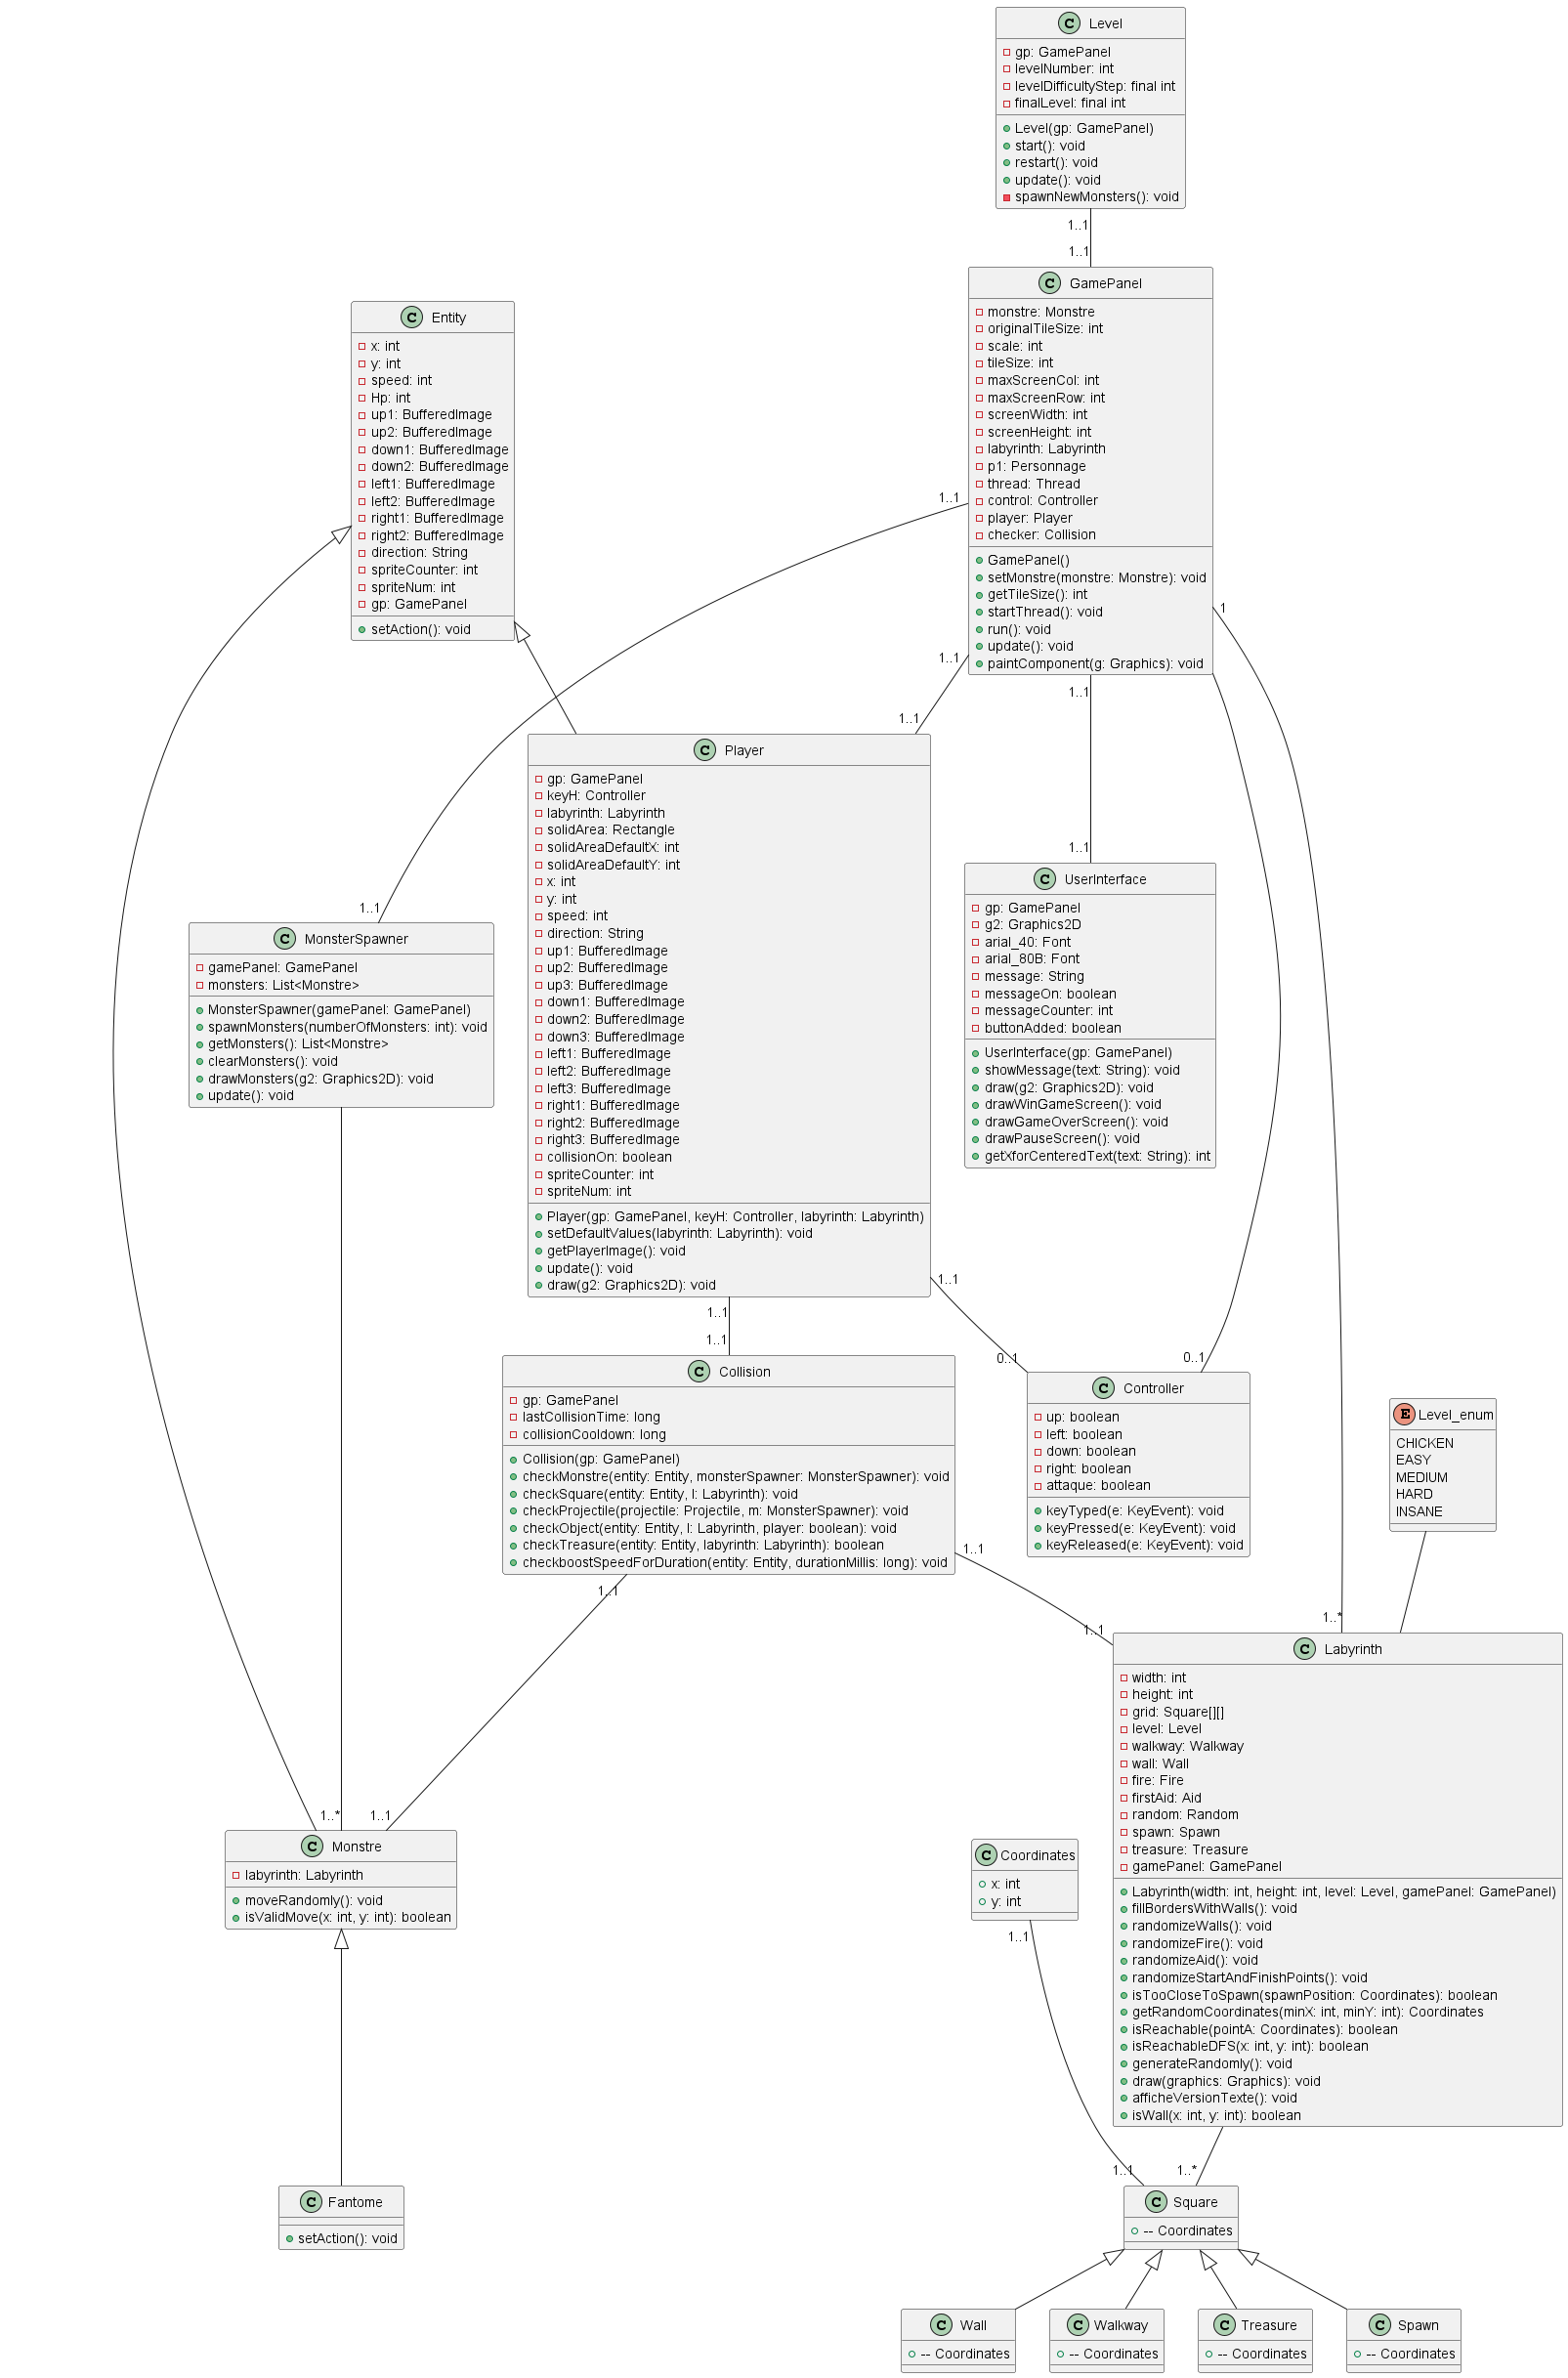 C Level
gp: GamePanel
levelNumber: int
levelDifficultyStep: final int
finalLevel: final int
Level(gp: GamePanel)
start(): void
restart(): void
update(): void
spawnNewMonsters(): void
1..1
1..1
C GamePanel
monstre: Monstre
originalTileSize: int
scale: int
tileSize: int
maxScreenCol: int
maxScreenRow: int
screenWidth: int
screenHeight: int
labyrinth: Labyrinth
p1: Personnage
thread: Thread
control: Controller
player: Player
checker: Collision
GamePanel()
setMonstre(monstre: Monstre): void
getTileSize(): int
startThread(): void
run(): void
update(): void
paintComponent(g: Graphics): void
C Entity
x: int
y: int
speed: int
Hp: int
up1: BufferedImage
up2: BufferedImage
down1: BufferedImage
down2: BufferedImage
left1: BufferedImage
left2: BufferedImage
right1: BufferedImage
right2: BufferedImage
direction: String
spriteCounter: int
spriteNum: int
gp: GamePanel
setAction(): void
1..1
1
1..1
1..1
1..1
C Player
gp: GamePanel
keyH: Controller
labyrinth: Labyrinth
solidArea: Rectangle
solidAreaDefaultX: int
solidAreaDefaultY: int
x: int
y: int
speed: int
direction: String
up1: BufferedImage
up2: BufferedImage
up3: BufferedImage
down1: BufferedImage
down2: BufferedImage
down3: BufferedImage
left1: BufferedImage
left2: BufferedImage
left3: BufferedImage
right1: BufferedImage
right2: BufferedImage
right3: BufferedImage
collisionOn: boolean
spriteCounter: int
spriteNum: int
Player(gp: GamePanel, keyH: Controller, labyrinth: Labyrinth)
setDefaultValues(labyrinth: Labyrinth): void
getPlayerImage(): void
update(): void
draw(g2: Graphics2D): void
1..1
C UserInterface
gp: GamePanel
g2: Graphics2D
arial_40: Font
arial_80B: Font
message: String
messageOn: boolean
messageCounter: int
buttonAdded: boolean
UserInterface(gp: GamePanel)
showMessage(text: String): void
draw(g2: Graphics2D): void
drawWinGameScreen(): void
drawGameOverScreen(): void
drawPauseScreen(): void
getXforCenteredText(text: String): int
1..1
C MonsterSpawner
gamePanel: GamePanel
monsters: List<Monstre>
MonsterSpawner(gamePanel: GamePanel)
spawnMonsters(numberOfMonsters: int): void
getMonsters(): List<Monstre>
clearMonsters(): void
drawMonsters(g2: Graphics2D): void
update(): void
1..1
1..1
1..1
0..1
0..1
C Collision
gp: GamePanel
lastCollisionTime: long
collisionCooldown: long
Collision(gp: GamePanel)
checkMonstre(entity: Entity, monsterSpawner: MonsterSpawner): void
checkSquare(entity: Entity, l: Labyrinth): void
checkProjectile(projectile: Projectile, m: MonsterSpawner): void
checkObject(entity: Entity, l: Labyrinth, player: boolean): void
checkTreasure(entity: Entity, labyrinth: Labyrinth): boolean
checkboostSpeedForDuration(entity: Entity, durationMillis: long): void
C Controller
up: boolean
left: boolean
down: boolean
right: boolean
attaque: boolean
keyTyped(e: KeyEvent): void
keyPressed(e: KeyEvent): void
keyReleased(e: KeyEvent): void
E Level_enum
CHICKEN
EASY
MEDIUM
HARD
INSANE
1..1
1..1
1..*
1..1
C Labyrinth
width: int
height: int
grid: Square[][]
level: Level
walkway: Walkway
wall: Wall
fire: Fire
firstAid: Aid
random: Random
spawn: Spawn
treasure: Treasure
gamePanel: GamePanel
Labyrinth(width: int, height: int, level: Level, gamePanel: GamePanel)
fillBordersWithWalls(): void
randomizeWalls(): void
randomizeFire(): void
randomizeAid(): void
randomizeStartAndFinishPoints(): void
isTooCloseToSpawn(spawnPosition: Coordinates): boolean
getRandomCoordinates(minX: int, minY: int): Coordinates
isReachable(pointA: Coordinates): boolean
isReachableDFS(x: int, y: int): boolean
generateRandomly(): void
draw(graphics: Graphics): void
afficheVersionTexte(): void
isWall(x: int, y: int): boolean
1..*
1..1
C Monstre
labyrinth: Labyrinth
moveRandomly(): void
isValidMove(x: int, y: int): boolean
C Coordinates
x: int
y: int
1..1
1..1
1..*
C Fantome
setAction(): void
C Square
-- Coordinates
C Wall
-- Coordinates
C Walkway
-- Coordinates
C Treasure
-- Coordinates
C Spawn
-- Coordinates